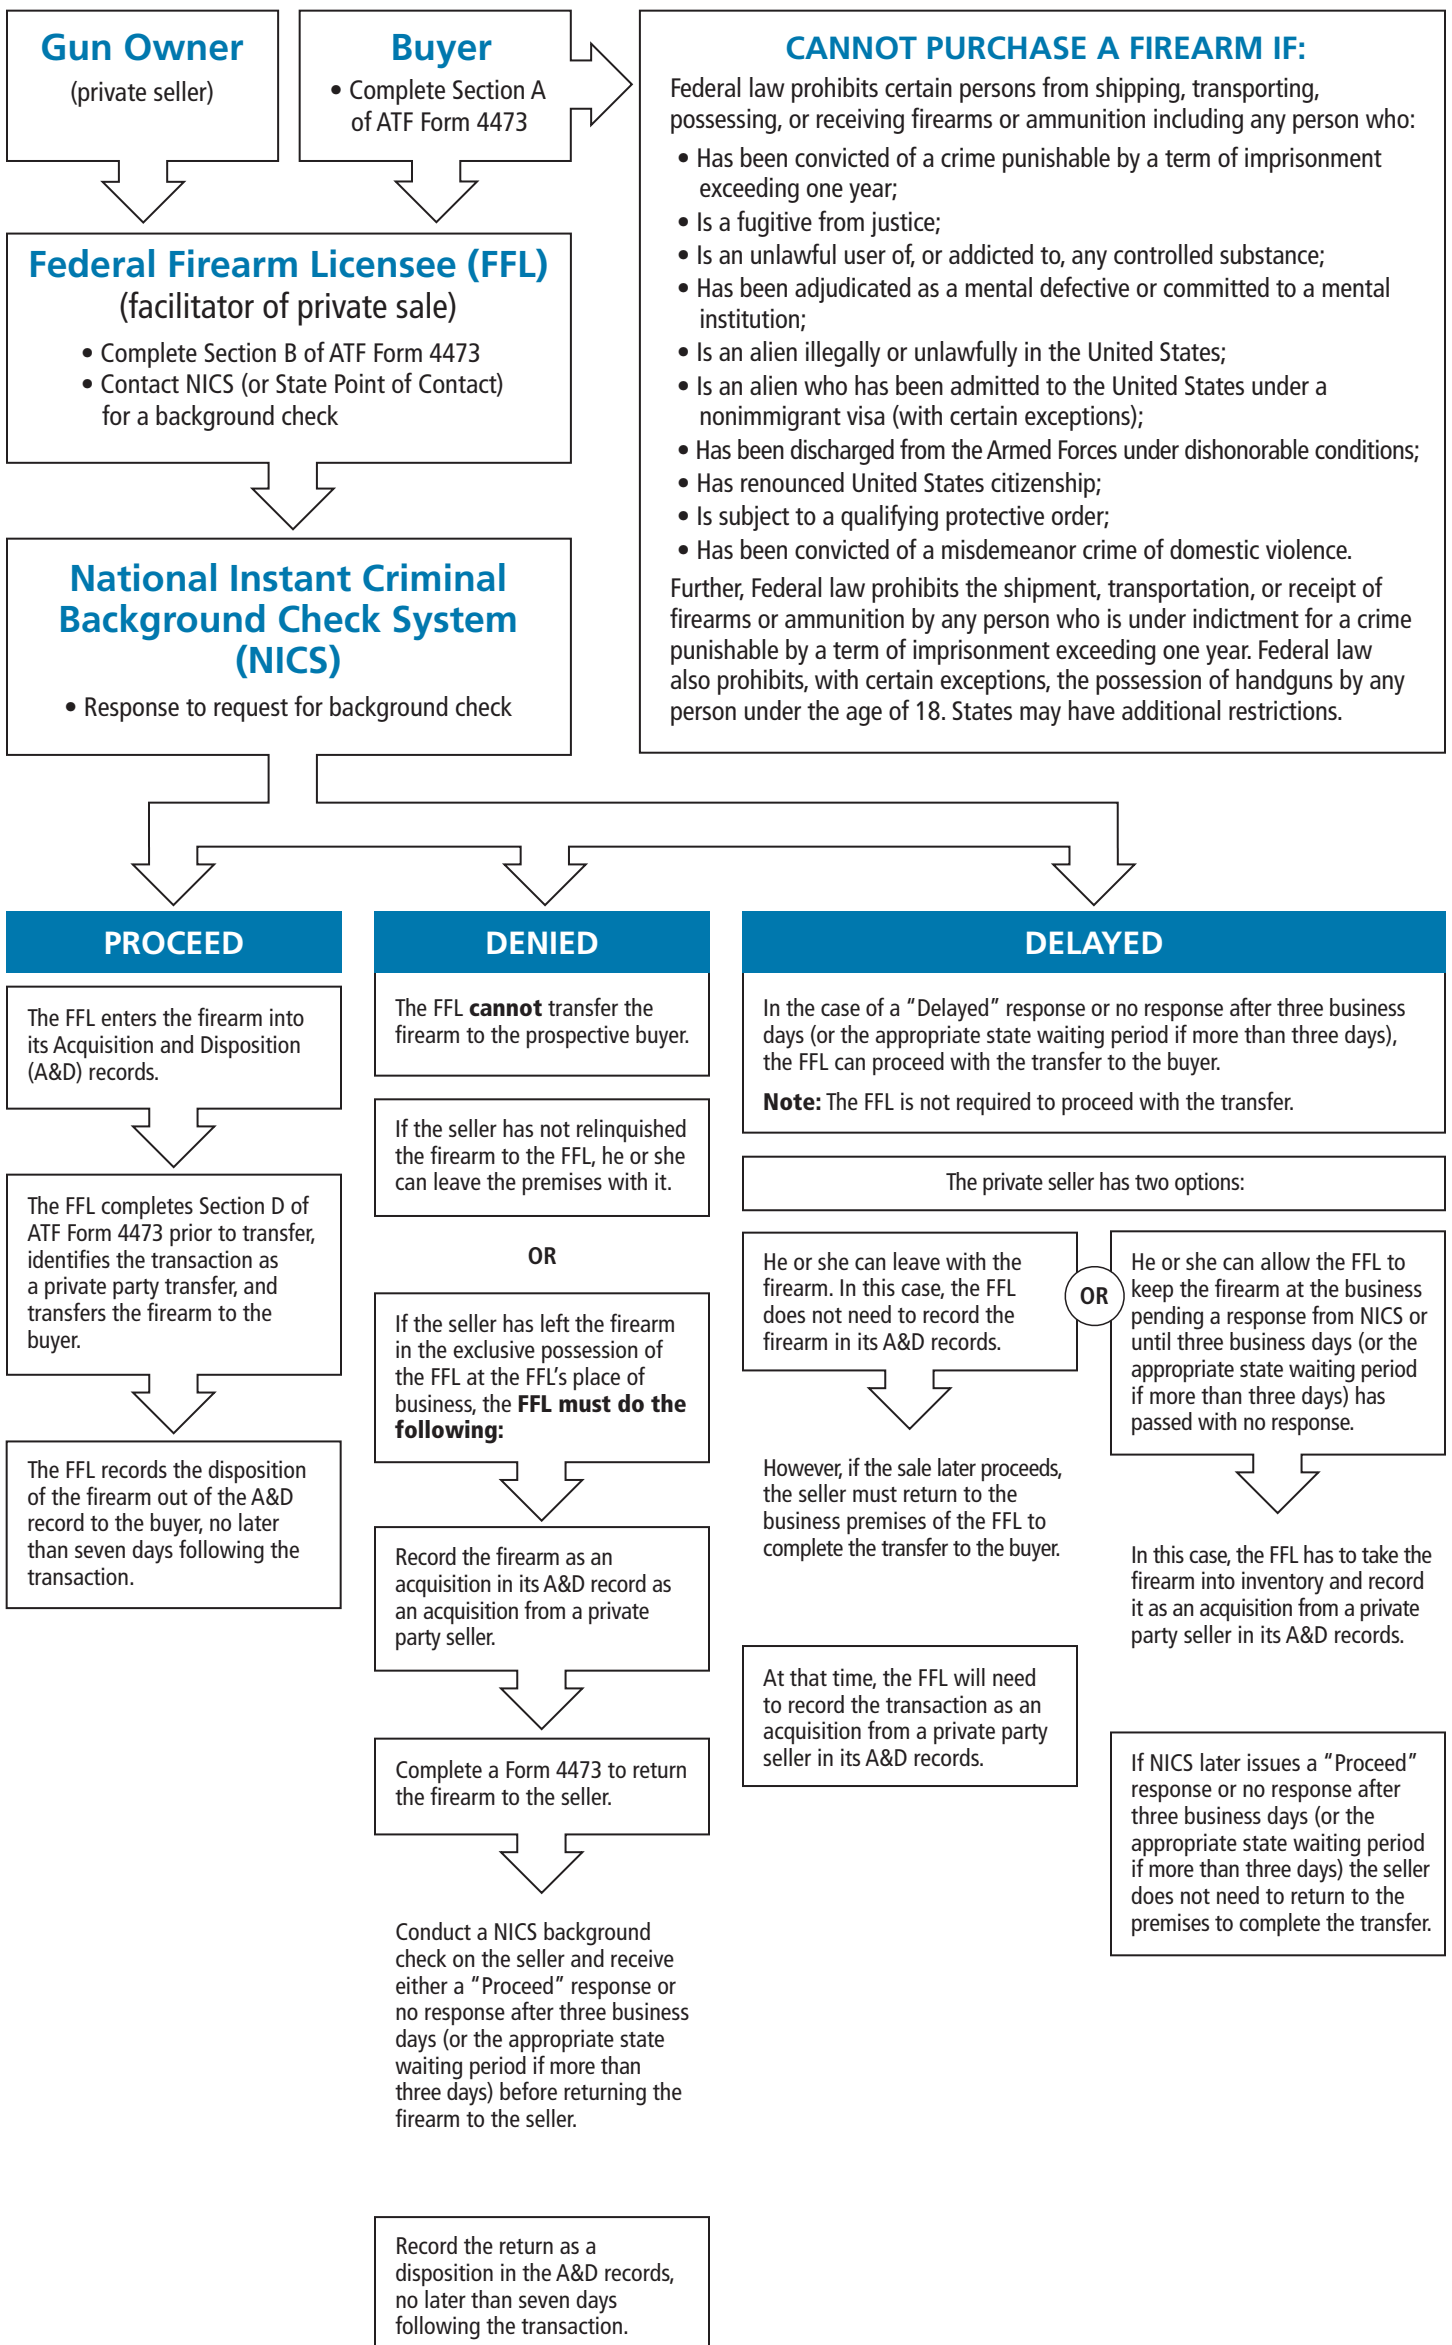 Gun Owner
(private seller)
Buyer
• Complete Section A
of ATF Form 4473
CANNOT PURCHASE A FIREARM IF:
Federal law prohibits certain persons from shipping, transporting,
possessing, or receiving firearms or ammunition including any person who:
• Has been convicted of a crime punishable by a term of imprisonment
exceeding one year;
• Is a fugitive from justice;
• Is an unlawful user of, or addicted to, any controlled substance;
• Has been adjudicated as a mental defective or committed to a mental
institution;
• Is an alien illegally or unlawfully in the United States;
• Is an alien who has been admitted to the United States under a
nonimmigrant visa (with certain exceptions);
• Has been discharged from the Armed Forces under dishonorable conditions;
• Has renounced United States citizenship;
• Is subject to a qualifying protective order;
• Has been convicted of a misdemeanor crime of domestic violence.
Further, Federal law prohibits the shipment, transportation, or receipt of
firearms or ammunition by any person who is under indictment for a crime
punishable by a term of imprisonment exceeding one year. Federal law
also prohibits, with certain exceptions, the possession of handguns by any
person under the age of 18. States may have additional restrictions.
Federal Firearm Licensee (FFL)
(facilitator of private sale)
• Complete Section B of ATF Form 4473
• Contact NICS (or State Point of Contact)
for a background check
National Instant Criminal
Background Check System
(NICS)
• Response to request for background check
PROCEED
The FFL enters the firearm into
its Acquisition and Disposition
(A&D) records.
The FFL completes Section D of
ATF Form 4473 prior to transfer,
identifies the transaction as
a private party transfer, and
transfers the firearm to the
buyer.
The FFL records the disposition
of the firearm out of the A&D
record to the buyer, no later
than seven days following the
transaction.
DENIED
The FFL cannot transfer the
firearm to the prospective buyer.
If the seller has not relinquished
the firearm to the FFL, he or she
can leave the premises with it.
OR
If the seller has left the firearm
in the exclusive possession of
the FFL at the FFL's place of
business, the FFL must do the
following:
Record the firearm as an
acquisition in its A&D record as
an acquisition from a private
party seller.
Complete a Form 4473 to return
the firearm to the seller.
Conduct a NICS background
check on the seller and receive
either a “Proceed” response or
no response after three business
days (or the appropriate state
waiting period if more than
three days) before returning the
firearm to the seller.
Record the return as a
disposition in the A&D records,
no later than seven days
following the transaction.
DELAYED
In the case of a “Delayed” response or no response after three business
days (or the appropriate state waiting period if more than three days),
the FFL can proceed with the transfer to the buyer.
Note: The FFL is not required to proceed with the transfer.
The private seller has two options:
He or she can leave with the
firearm. In this case, the FFL
does not need to record the
firearm in its A&D records.
However, if the sale later proceeds,
the seller must return to the
business premises of the FFL to
complete the transfer to the buyer.
At that time, the FFL will need
to record the transaction as an
acquisition from a private party
seller in its A&D records.
OR
He or she can allow the FFL to
keep the firearm at the business
pending a response from NICS or
until three business days (or the
appropriate state waiting period
if more than three days) has
passed with no response.
In this case, the FFL has to take the
firearm into inventory and record
it as an acquisition from a private
party seller in its A&D records.
If NICS later issues a “Proceed”
response or no response after
three business days (or the
appropriate state waiting period
if more than three days) the seller
does not need to return to the
premises to complete the transfer.